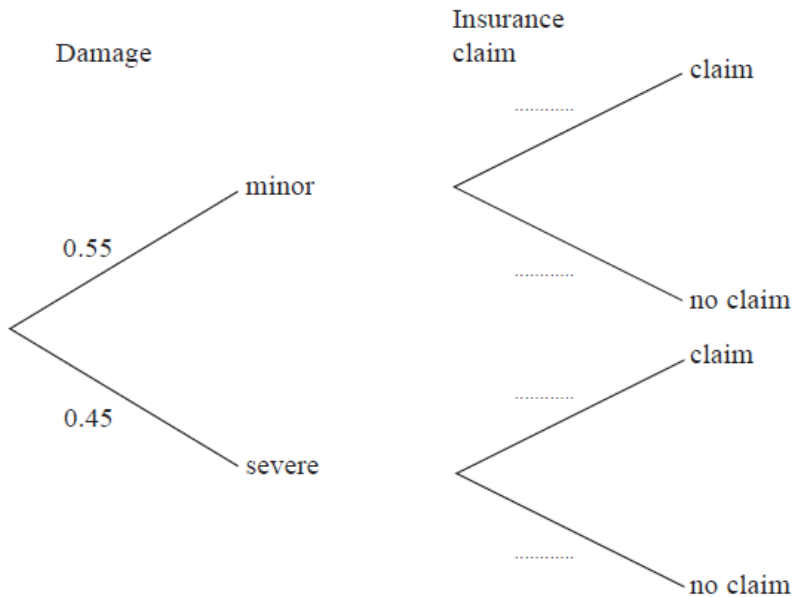 Damage
Insurance
claim
claim
minor
0.55
no claim
claim
0.45
severe
no claim